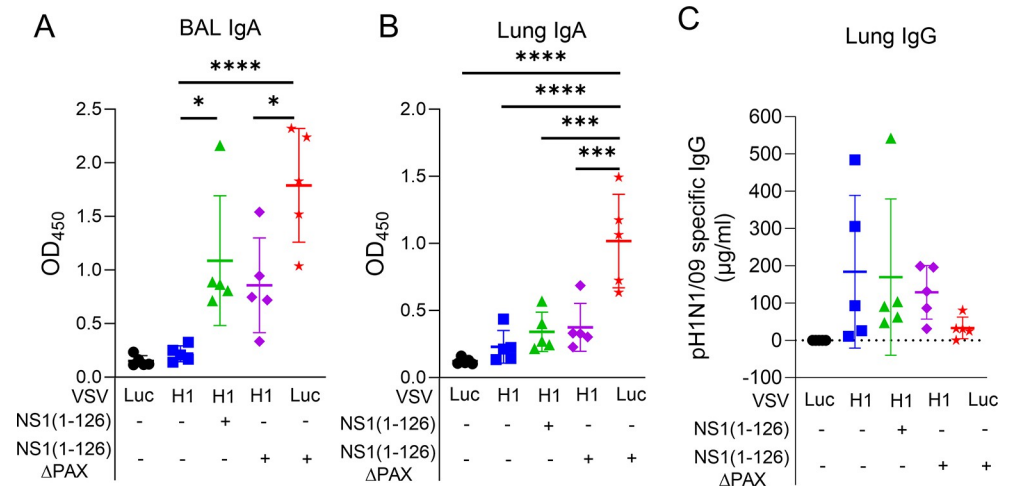 A
BAL IgA
****
*
*
2.5
2.0
1.5
1.0
0.5
0.0
OD450
VSV Luc H1 H1 H1 Luc
NS1(1-126) - - + - -
NS1(1-126) - - - + +
ΔPAX
B
Lung IgA
****
****
***
***
2.0
1.5
1.0
0.5
0.0
OD450
VSV Luc H1 H1 H1 Luc
NS1(1-126) - - + - -
NS1(1-126) - - - + +
ΔPAX
C
Lung IgG
600
500
400
300
200
100
0
-100
pH1N1/09 specific IgG
(μg/ml)
VSV Luc H1 H1 H1 Luc
NS1(1-126) - - + - -
NS1(1-126) - - - + +
ΔPAX